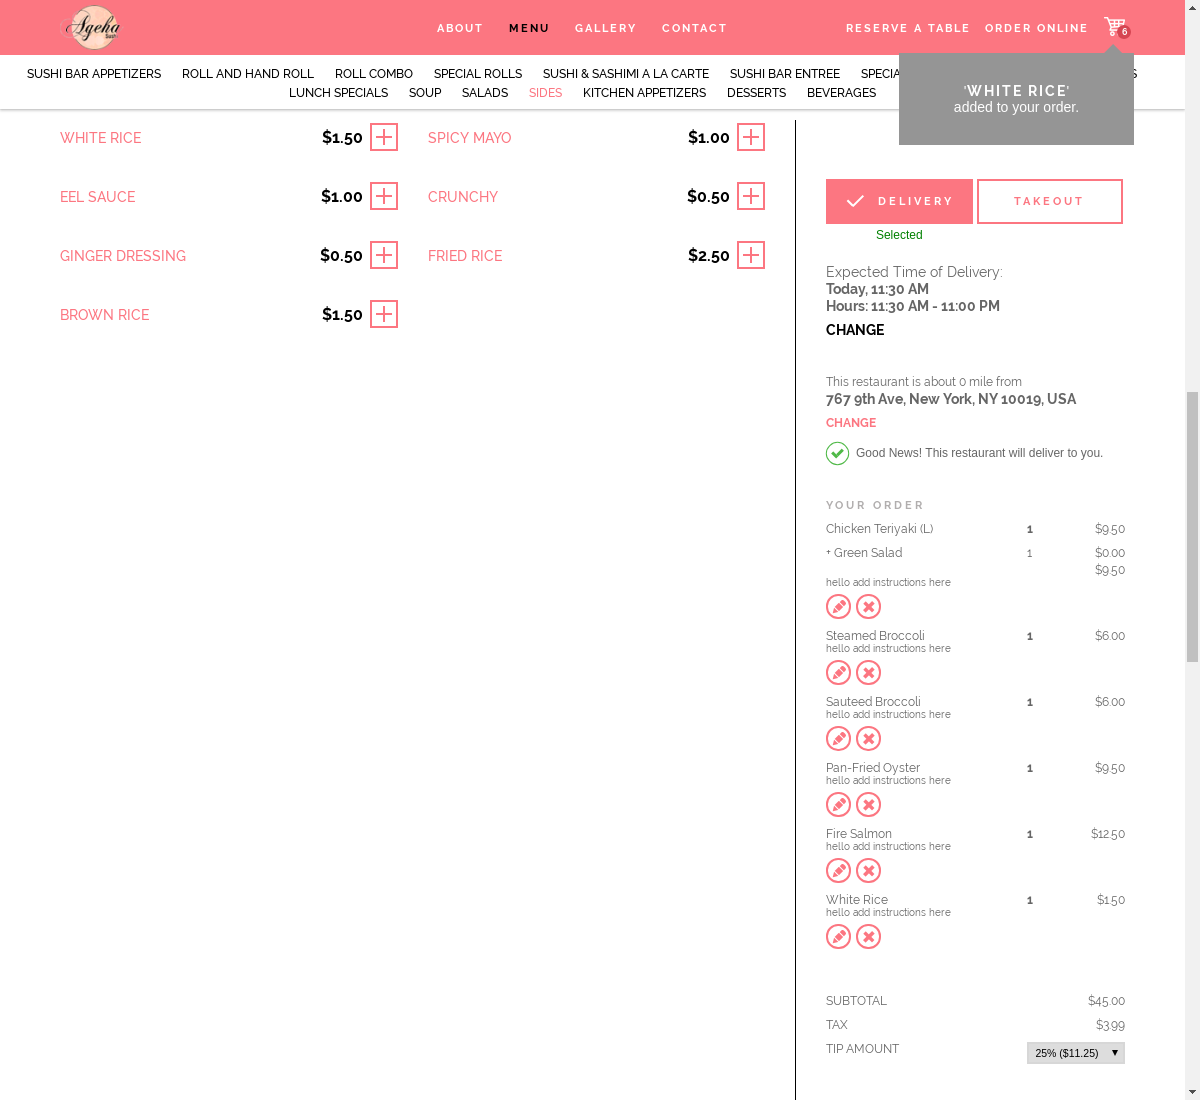 Ageha
Sushi
ABOUT
MENU
GALLERY
CONTACT
RESERVE A TABLE
ORDER ONLINE
6
SUSHI BAR APPETIZERS
ROLL AND HAND ROLL
ROLL COMBO
SPECIAL ROLLS
SUSHI & SASHIMI A LA CARTE
SUSHI BAR ENTREE
SPECIA
S
LUNCH SPECIALS
SOUP
SALADS
SIDES
KITCHEN APPETIZERS
DESSERTS
BEVERAGES
'WHITE RICE'
added to your order.
WHITE RICE $1.50
SPICY MAYO $1.00
EEL SAUCE $1.00
CRUNCHY $0.50
GINGER DRESSING $0.50
FRIED RICE $2.50
BROWN RICE $1.50
DELIVERY
TAKEOUT
Selected
Expected Time of Delivery:
Today, 11:30 AM
Hours: 11:30 AM - 11:00 PM
CHANGE
This restaurant is about 0 mile from
767 9th Ave, New York, NY 10019, USA
CHANGE
Good News! This restaurant will deliver to you.
YOUR ORDER
Chicken Teriyaki (L) 1 $9.50
+ Green Salad 1 $0.00
$9.50
hello add instructions here
Steamed Broccoli 1 $6.00
hello add instructions here
Sauteed Broccoli 1 $6.00
hello add instructions here
Pan-Fried Oyster 1 $9.50
hello add instructions here
Fire Salmon 1 $12.50
hello add instructions here
White Rice 1 $1.50
hello add instructions here
SUBTOTAL $45.00
TAX $3.99
TIP AMOUNT 25% ($11.25)